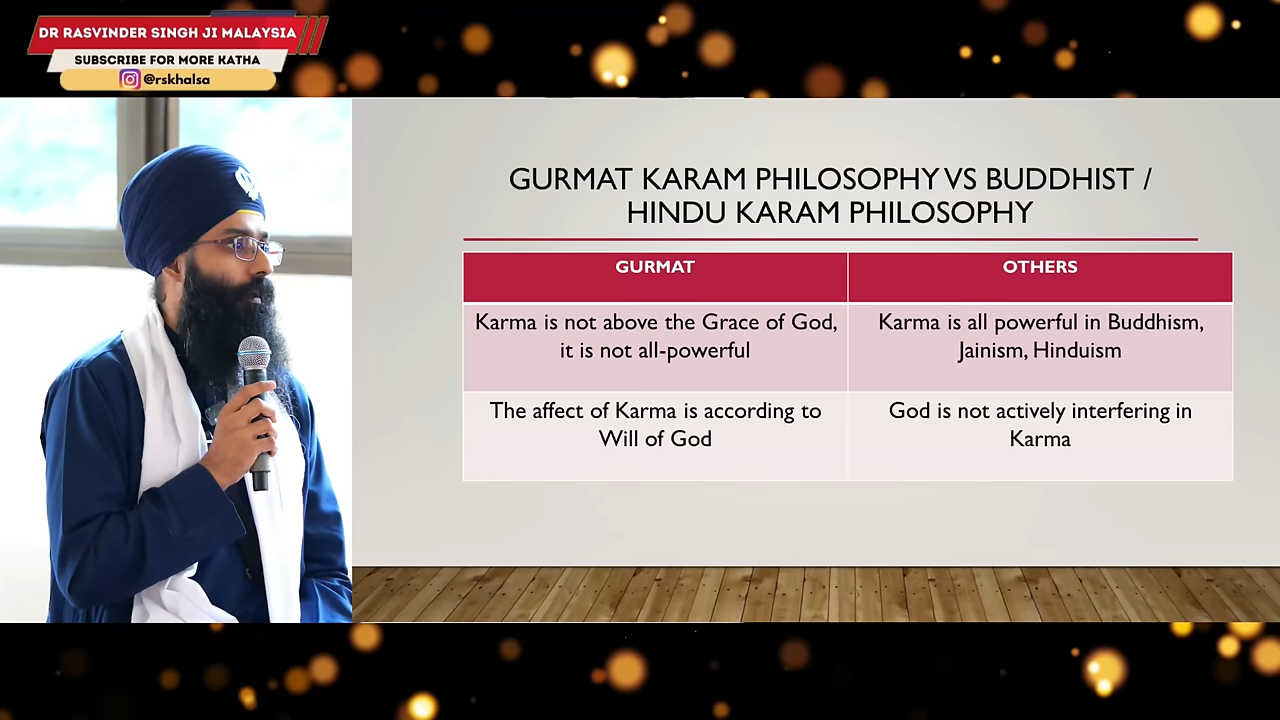 DR RASVINDER SINGH JI MALAYSIA
SUBSCRIBE FOR MORE KATHA
@rskhalsa
GURMAT KARAM PHILOSOPHY VS BUDDHIST /
HINDU KARAM PHILOSOPHY
GURMAT
OTHERS
Karma is not above the Grace of God,
it is not all-powerful
Karma is all powerful in Buddhism,
Jainism, Hinduism
The affect of Karma is according to
Will of God
God is not actively interfering in
Karma